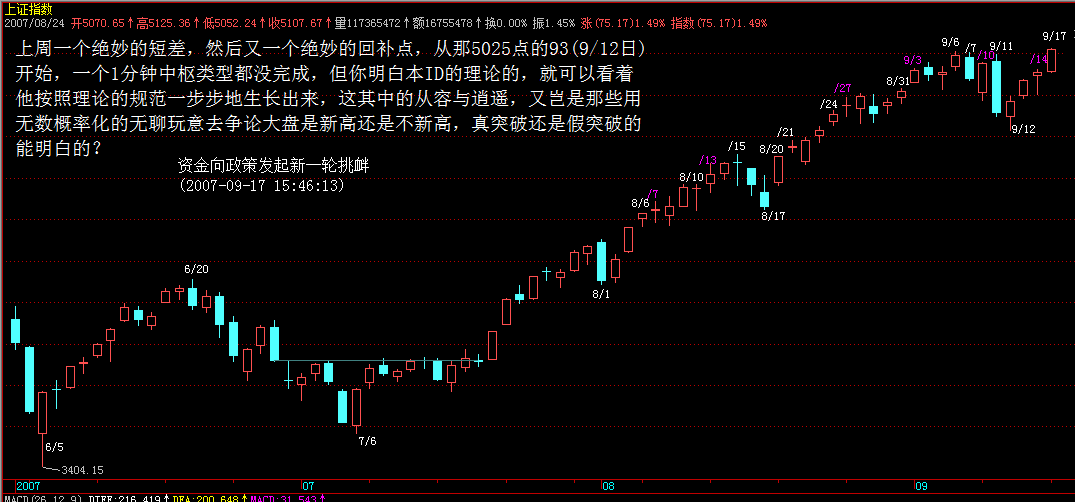 上证指数
2007/08/24 开5070.65↑高5125.36↑低5052.24↑收5107.67↑量117365472↑额16755478↑换0.00% 振1.45% 涨(75.17)1.49% 指数(75.17)1.49%
上周一个绝妙的短差，然后又一个绝妙的回补点，从那5025点的93(9/12日)
开始，一个1分钟中枢类型都没完成，但你明白本ID的理论的，就可以看着
他按照理论的规范一步步地生长出来，这其中的从容与逍遥，又岂是那些用
无数概率化的无聊玩意去争论大盘是新高还是不新高，真突破还是假突破的
能明白的？
资金向政策发起新一轮挑衅
(2007-09-17 15:46:13)
9/17
9/6
/7
9/11
/10
/14
9/3
8/31
/27
/24
9/12
/21
8/20
/15
/13
8/10
/7
8/6
8/17
6/20
8/1
7/6
6/5
3404.15
2007 07 08 09
MACD(26,12,9) DIFF:216.419↑ DEA:200.648↑ MACD:31.543↑